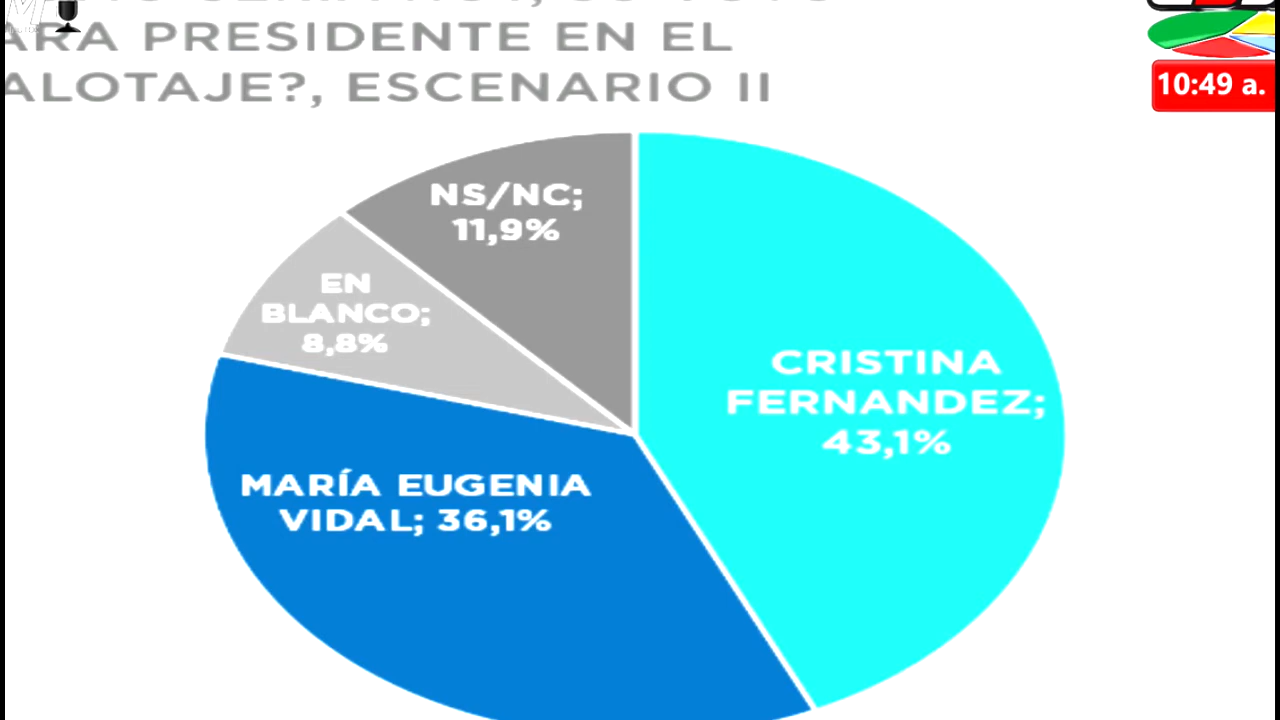 ARA PRESIDENTE EN EL
ALOTAJE?, ESCENARIO II
10:49 a.
NS/NC;
11,9%
EN
BLANCO;
8,8%
CRISTINA
FERNANDEZ;
43,1%
MARÍA EUGENIA
VIDAL; 36,1%